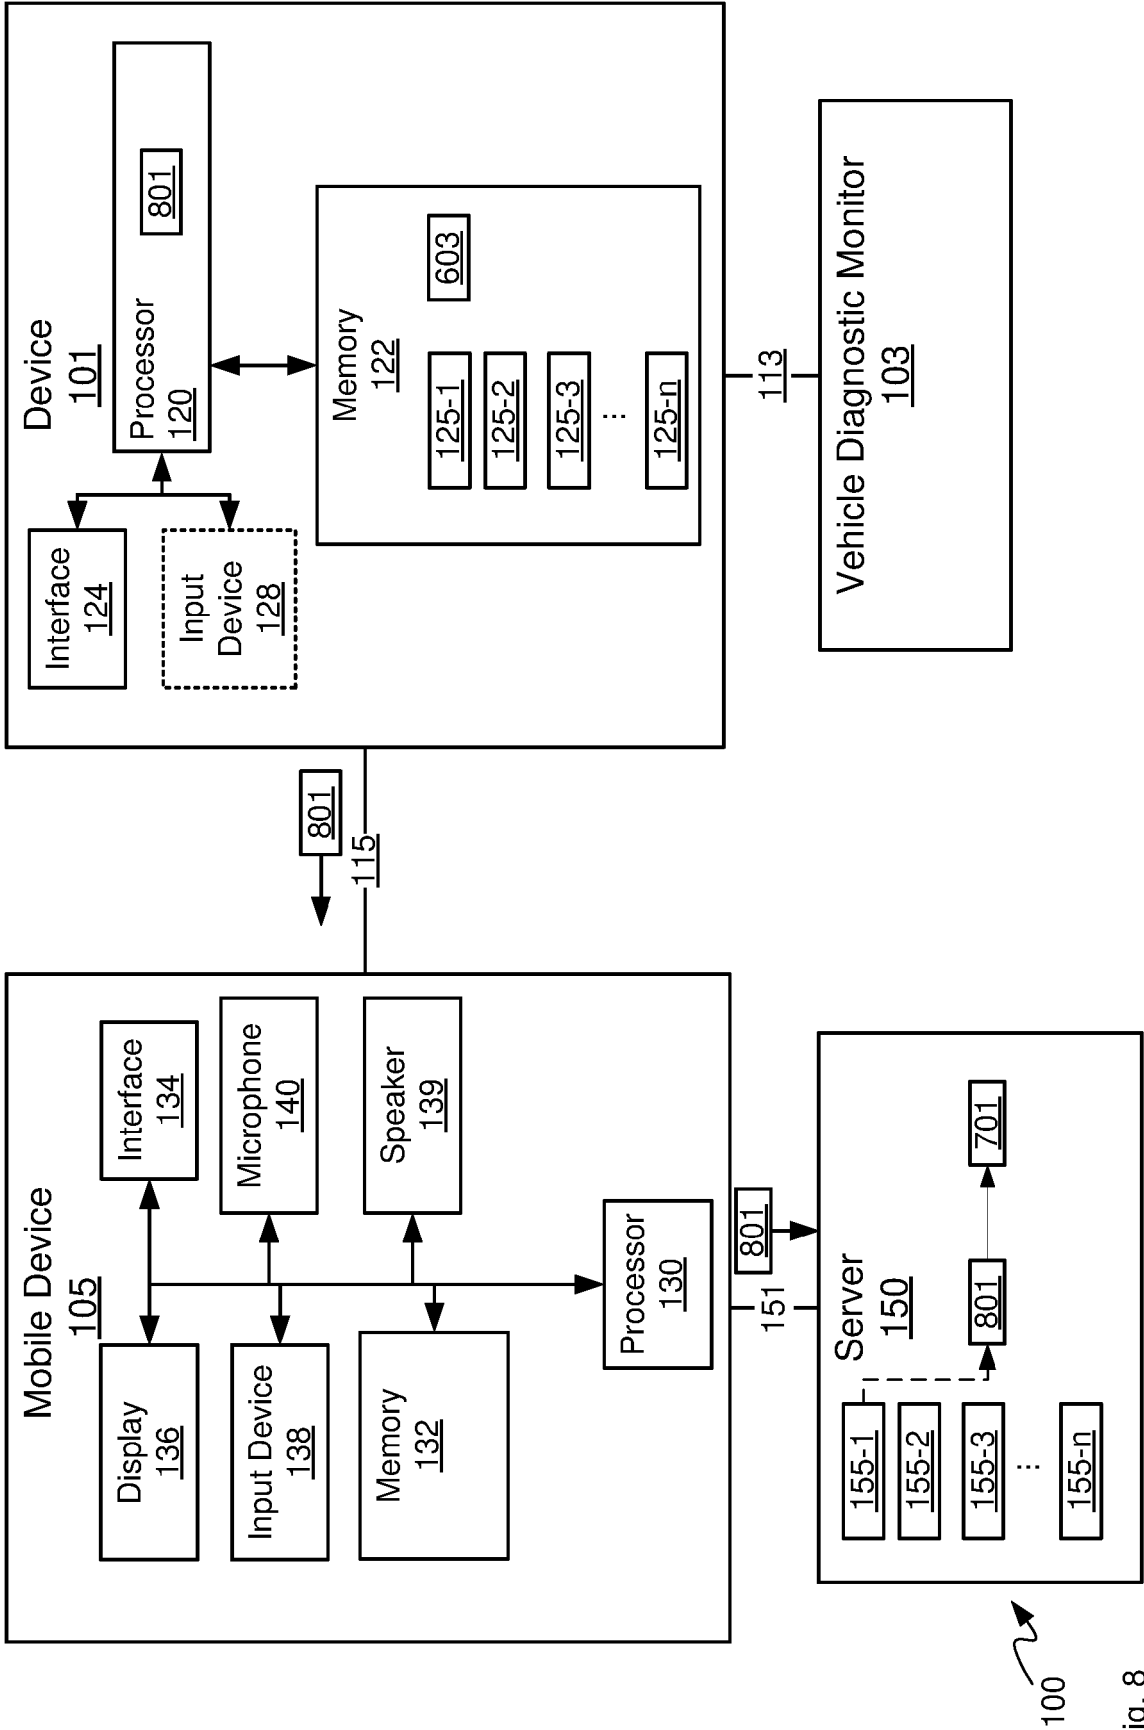 Mobile Device
105
Display
136
Interface
134
Input Device
138
Microphone
140
Memory
132
Speaker
139
Processor
130
801
115
Device
101
Interface
124
Input
Device
128
Processor
120
801
Memory
122
125-1
125-2
125-3
...
125-n
603
151
801
113
Server
150
155-1
155-2
155-3
...
155-n
801
701
Vehicle Diagnostic Monitor
103
100